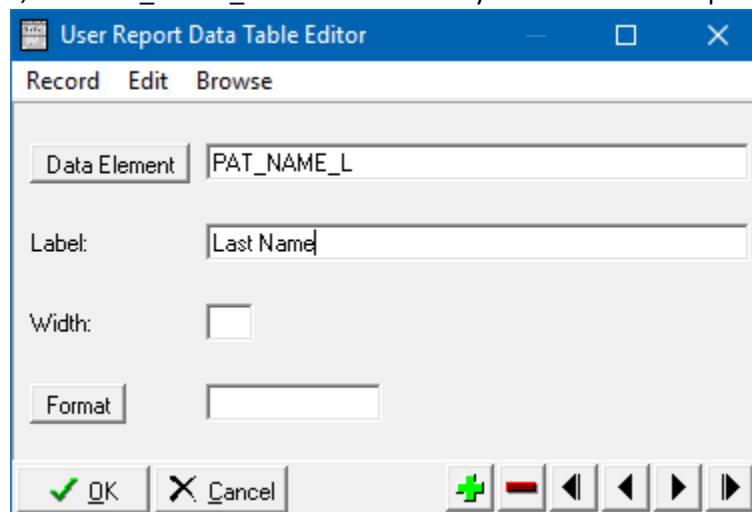 User Report Data Table Editor
Record Edit Browse
Data Element PAT_NAME_L
Label: Last Name
Width:
Format
OK Cancel